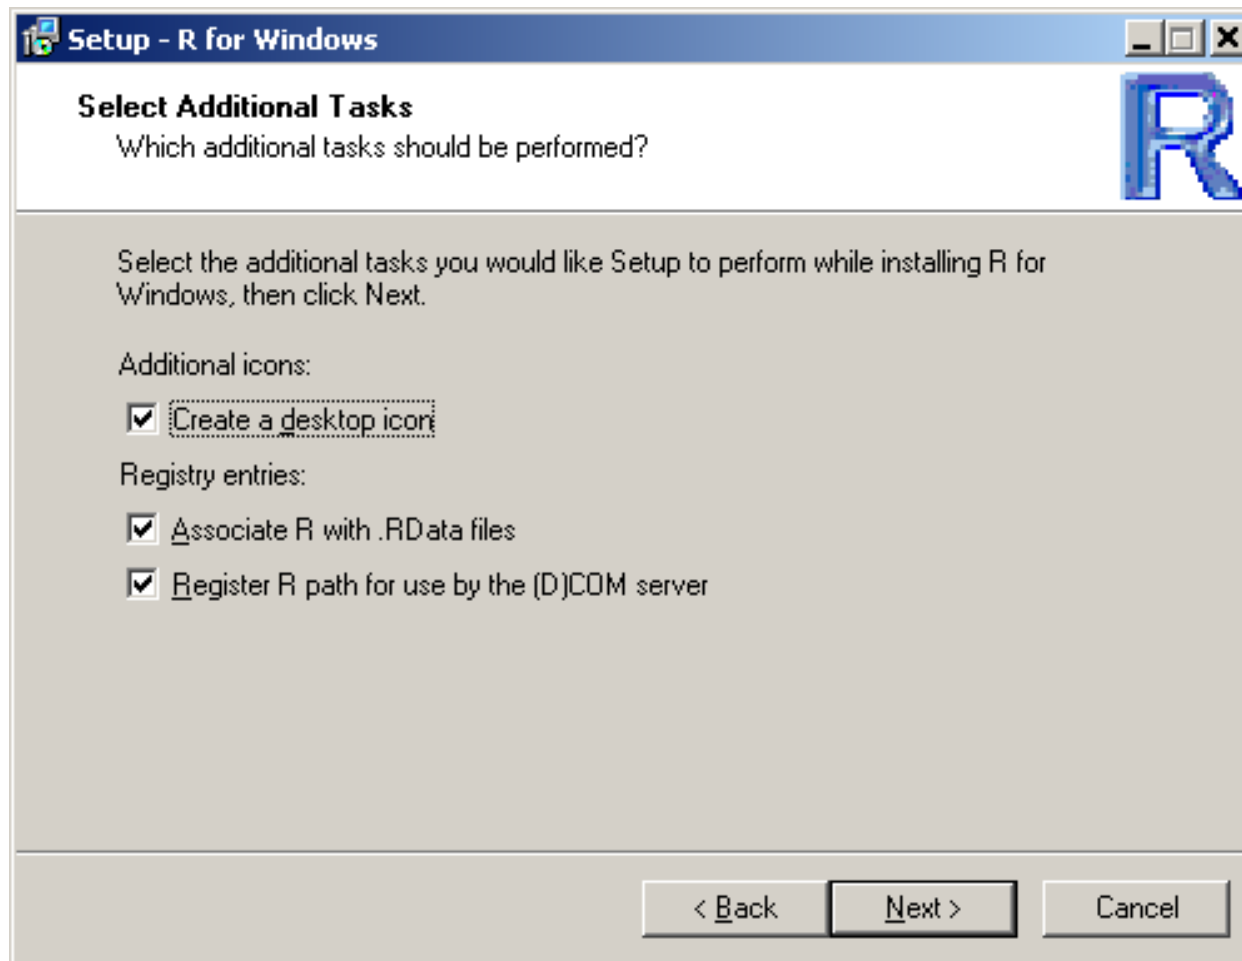 Setup - R for Windows
Select Additional Tasks
Which additional tasks should be performed?
R
Select the additional tasks you would like Setup to perform while installing R for
Windows, then click Next.
Additional icons:
Create a desktop icon
Registry entries:
Associate R with .RData files
Register R path for use by the (D)COM server
< Back
Next >
Cancel